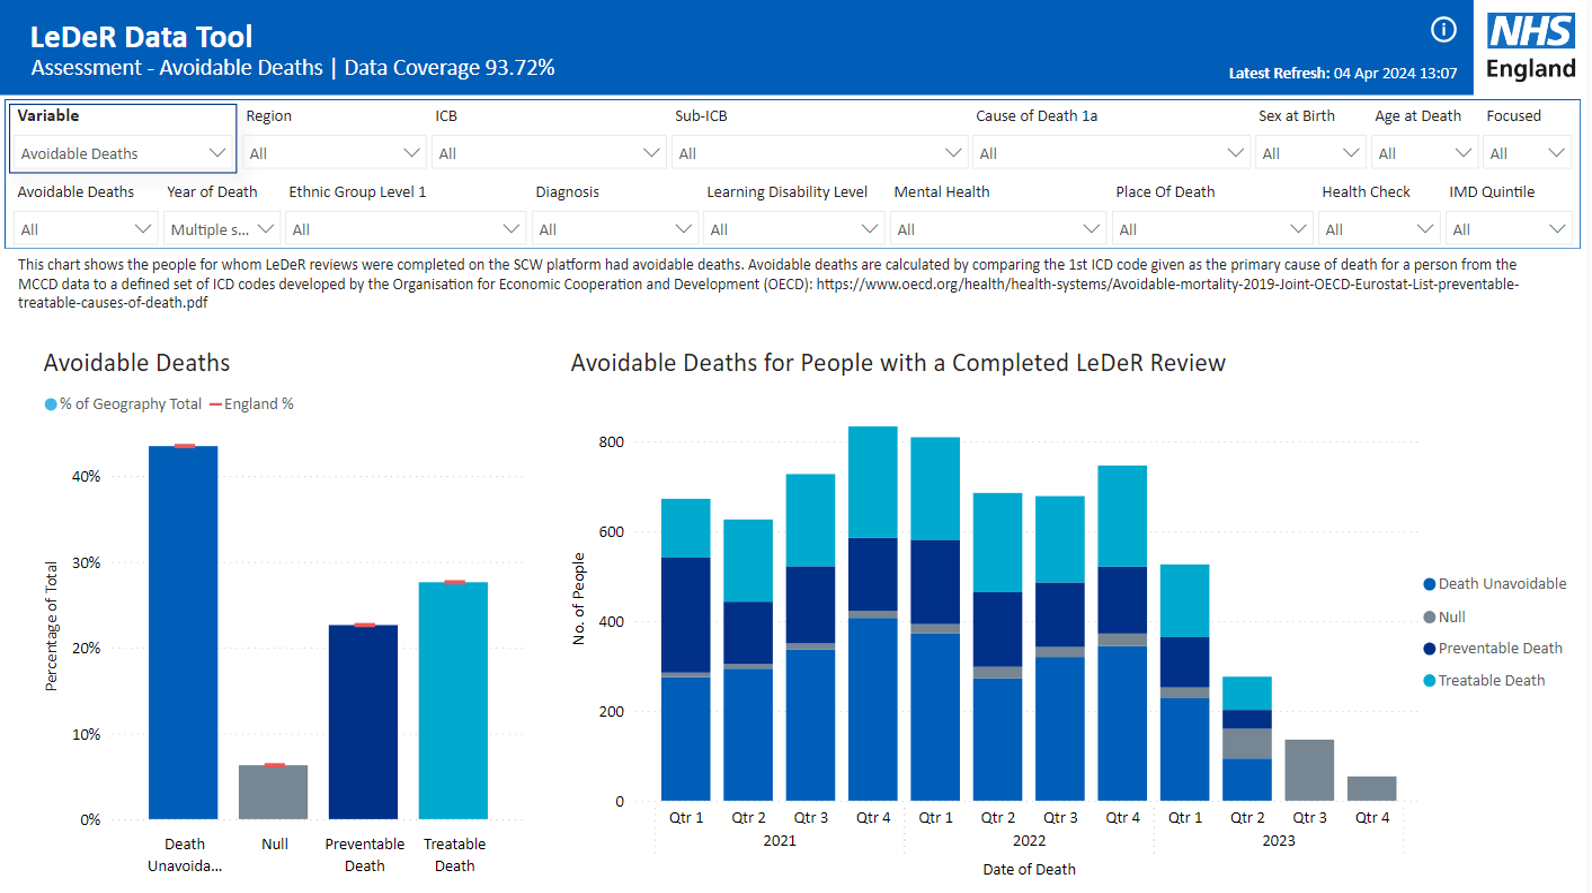 LeDeR Data Tool
Assessment - Avoidable Deaths | Data Coverage 93.72%
Latest Refresh: 04 Apr 2024 13:07
NHS
England
Variable Region ICB Sub-ICB Cause of Death 1a Sex at Birth Age at Death Focused
Avoidable Deaths All All All All All All All
Avoidable Deaths Year of Death Ethnic Group Level 1 Diagnosis Learning Disability Level Mental Health Place Of Death Health Check IMD Quintile
All Multiple s... All All All All All All All
This chart shows the people for whom LeDeR reviews were completed on the SCW platform had avoidable deaths. Avoidable deaths are calculated by comparing the 1st ICD code given as the primary cause of death for a person from the
MCCD data to a defined set of ICD codes developed by the Organisation for Economic Cooperation and Development (OECD): https://www.oecd.org/health/health-systems/Avoidable-mortality-2019-Joint-OECD-Eurostat-List-preventable-
treatable-causes-of-death.pdf
Avoidable Deaths
% of Geography Total England %
Percentage of Total
40%
30%
20%
10%
0%
Death Unavoida...
Null
Preventable Death
Treatable Death
Avoidable Deaths for People with a Completed LeDeR Review
No. of People
800
600
400
200
0
Qtr 1 Qtr 2 Qtr 3 Qtr 4 Qtr 1 Qtr 2 Qtr 3 Qtr 4 Qtr 1 Qtr 2 Qtr 3 Qtr 4
2021 2022 2023
Date of Death
Death Unavoidable
Null
Preventable Death
Treatable Death